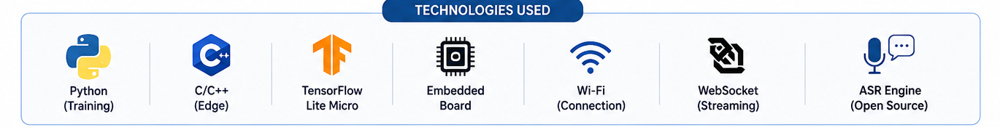 TECHNOLOGIES USED
Python
(Training)
C++
C/C++
(Edge)
TensorFlow
Lite Micro
Embedded
Board
Wi-Fi
(Connection)
WebSocket
(Streaming)
ASR Engine
(Open Source)